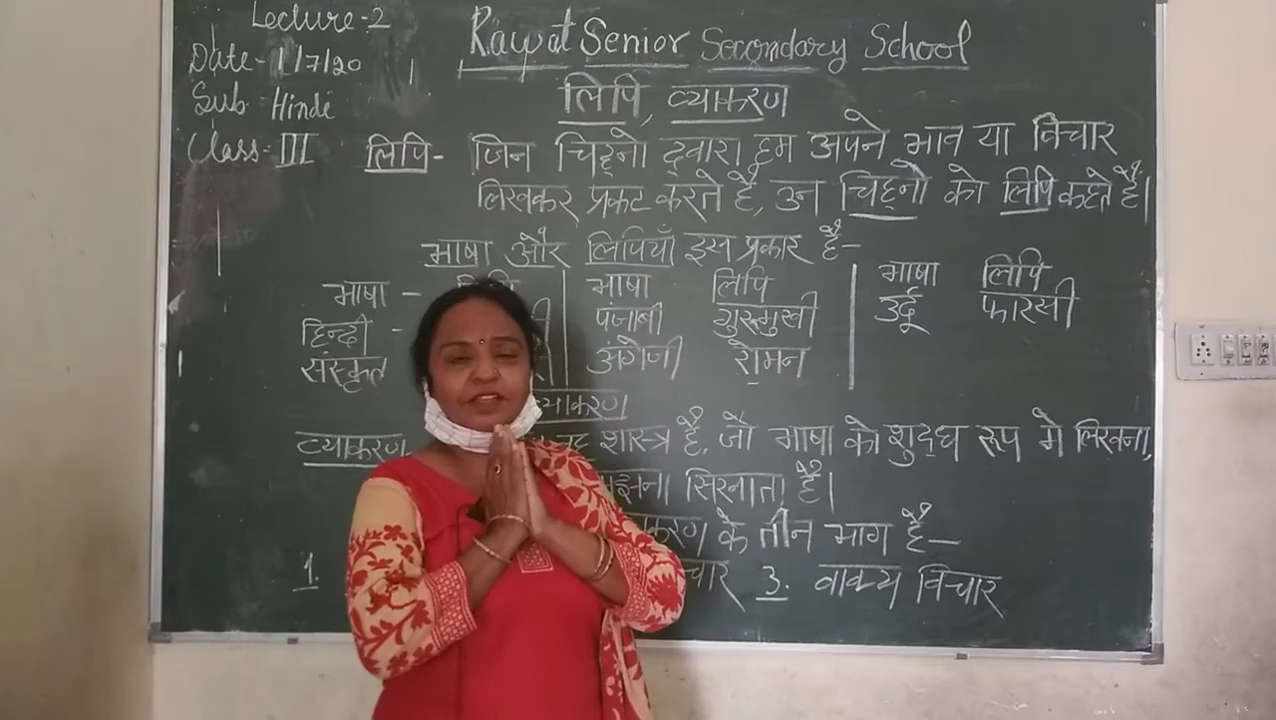 Lecture-2
Raypat Senior Secondary School
Date-1/7/20
Sub- Hindi
लिपि, व्याकरण
Class-III
लिपि- जिन चिह्नो द्वारा हम अपने भाव या विचार
लिखकर प्रकट करते है, उन चिह्नो को लिपि कहते है।
भाषा और लिपियाँ इस प्रकार है-
भाषा - भाषा लिपि भाषा लिपि
हिन्दी - पंजाबी गुरुमुखी उर्दू फारसी
संस्कृत अंग्रेजी रोमन
व्याकरण
व्याकरण शास्त्र है, जो भाषा को शुद्ध रूप मे लिखना,
सिखाता है।
के तीन भाग है-
1. 3. वाक्य विचार